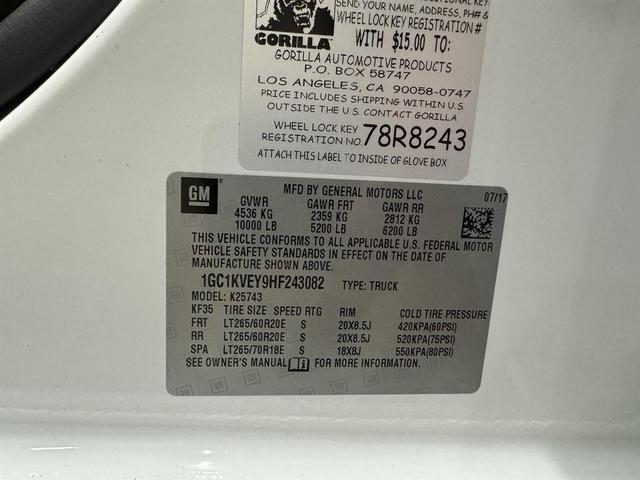 ADDITIONAL KEY
SEND YOUR NAME, ADDRESS, PH# &
WHEEL LOCK KEY REGISTRATION #
WITH $15.00 TO:
GORILLA
GORILLA AUTOMOTIVE PRODUCTS
P.O. BOX 58747
LOS ANGELES, CA 90058-0747
PRICE INCLUDES SHIPPING WITHIN U.S.
OUTSIDE THE U.S. CONTACT GORILLA
WHEEL LOCK KEY
REGISTRATION NO. 78R8243
ATTACH THIS LABEL TO INSIDE OF GLOVE BOX
GM
MFD BY GENERAL MOTORS LLC
07/17
GVWR GAWR FRT GAWR RR
4536 KG 2359 KG 2812 KG
10000 LB 5200 LB 6200 LB
THIS VEHICLE CONFORMS TO ALL APPLICABLE U.S. FEDERAL MOTOR
VEHICLE SAFETY STANDARDS IN EFFECT ON THE DATE OF
MANUFACTURE SHOWN ABOVE.
1GC1KVEY9HF243082 TYPE: TRUCK
MODEL: K25743
KF35 TIRE SIZE SPEED RTG RIM COLD TIRE PRESSURE
FRT LT265/60R20E S 20X8.5J 420KPA(60PSI)
RR LT265/60R20E S 20X8.5J 520KPA(75PSI)
SPA LT265/70R18E S 18X8J 550KPA(80PSI)
SEE OWNER'S MANUAL i FOR MORE INFORMATION.